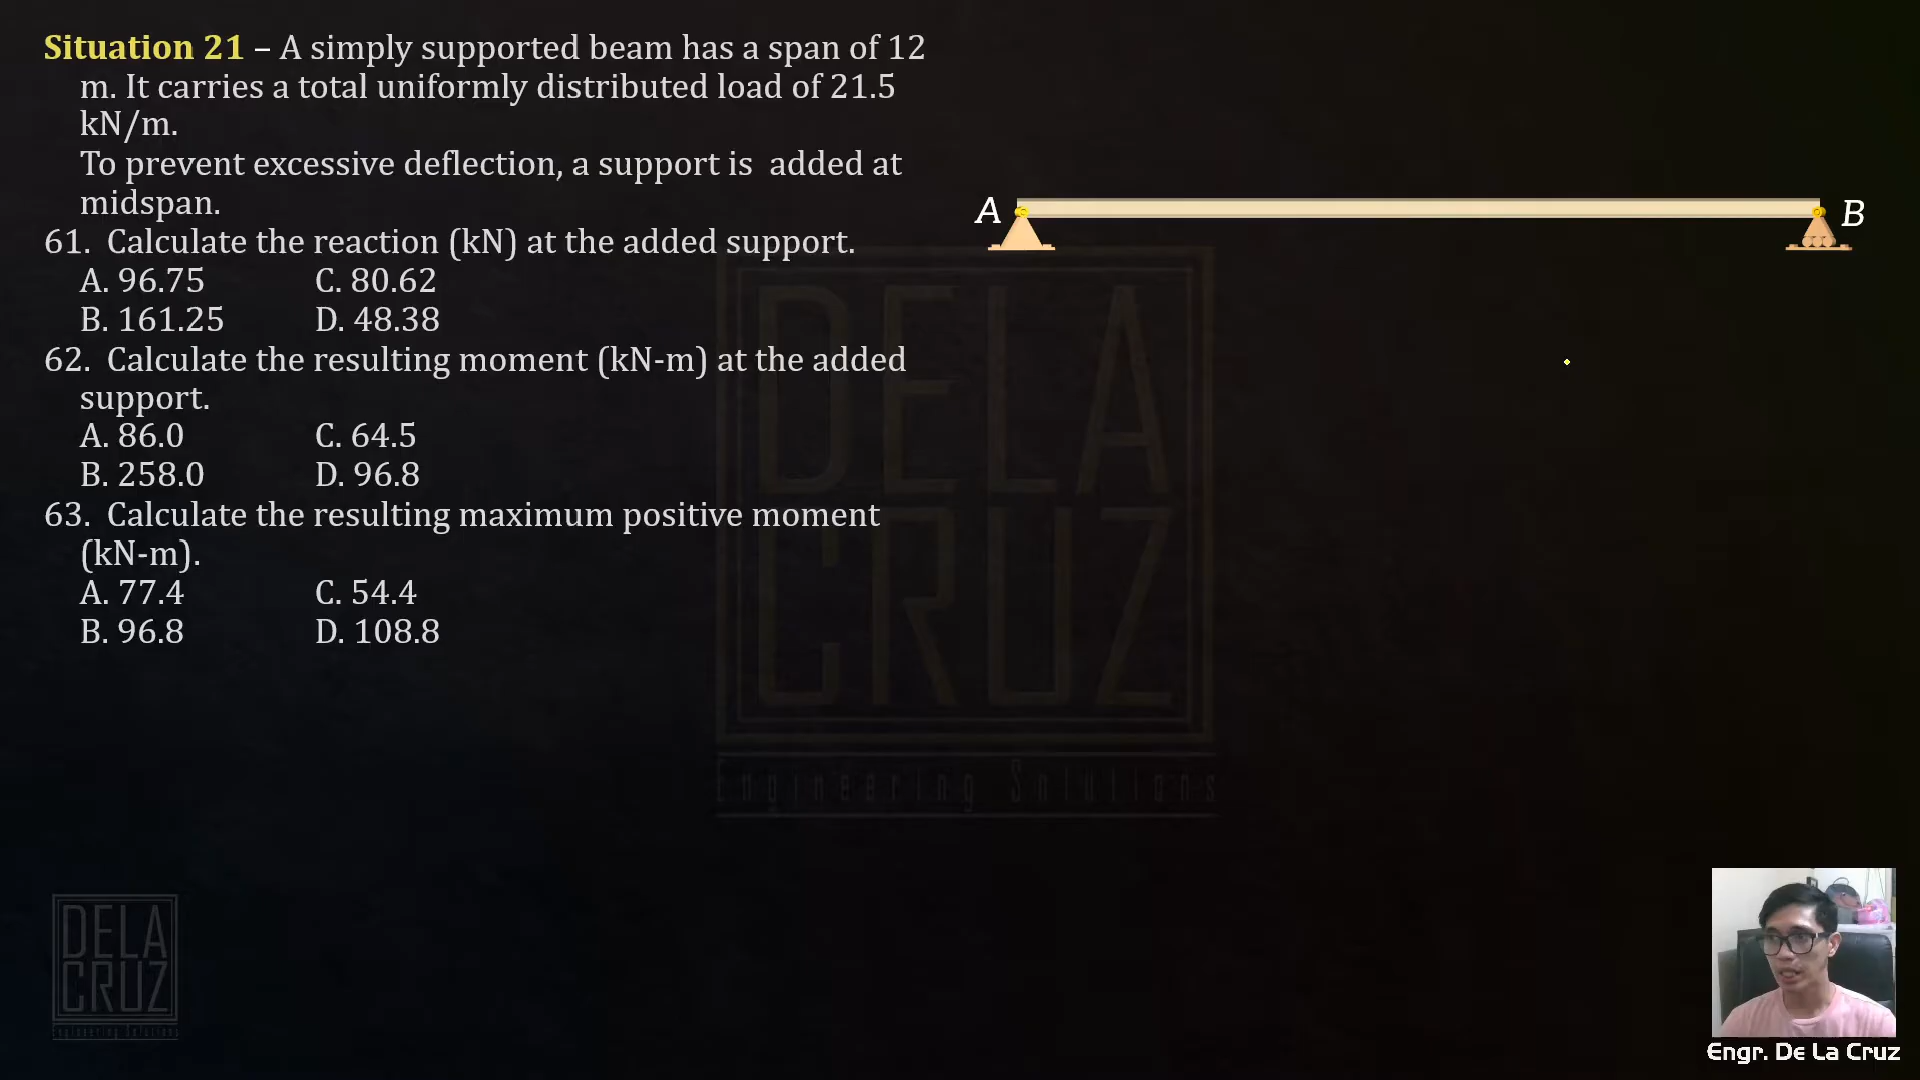 Situation 21 – A simply supported beam has a span of 12
m. It carries a total uniformly distributed load of 21.5
kN/m.
To prevent excessive deflection, a support is added at
midspan.
61. Calculate the reaction (kN) at the added support.
A. 96.75 C. 80.62
B. 161.25 D. 48.38
62. Calculate the resulting moment (kN-m) at the added
support.
A. 86.0 C. 64.5
B. 258.0 D. 96.8
63. Calculate the resulting maximum positive moment
(kN-m).
A. 77.4 C. 54.4
B. 96.8 D. 108.8
A
B
DELA
CRUZ
Engineering Solutions
DELA
CRUZ
Engineering Solutions
Engr. De La Cruz